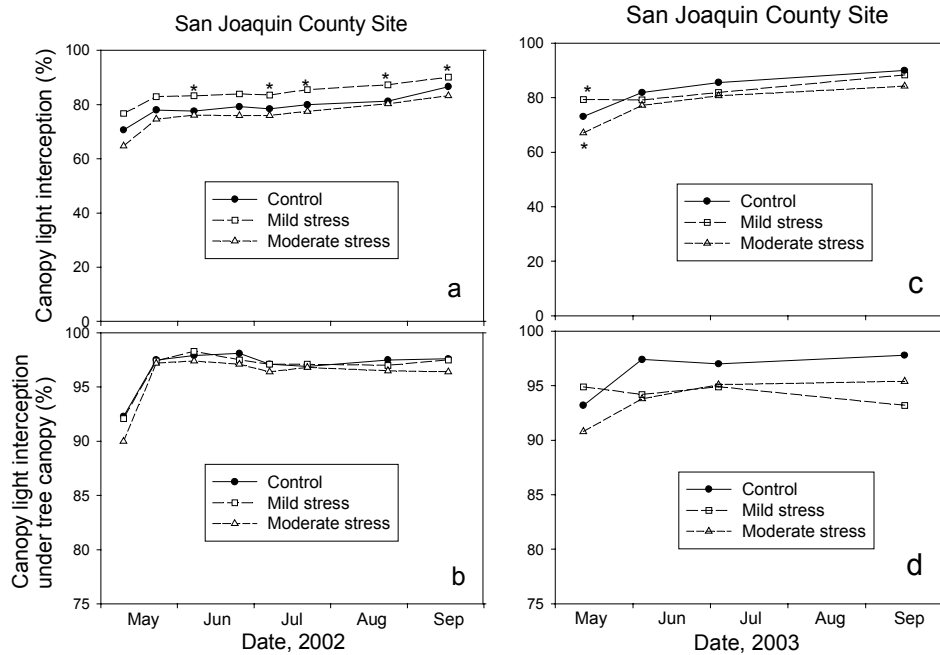 San Joaquin County Site
Canopy light interception (%)
100
80
60
40
20
0
* * * * *
Control
Mild stress
Moderate stress
a
Canopy light interception
under tree canopy (%)
100
95
90
85
80
75
Control
Mild stress
Moderate stress
b
May Jun Jul Aug Sep
Date, 2002
San Joaquin County Site
100
80
60
40
20
0
*
*
Control
Mild stress
Moderate stress
c
100
95
90
85
80
75
Control
Mild stress
Moderate stress
d
May Jun Jul Aug Sep
Date, 2003